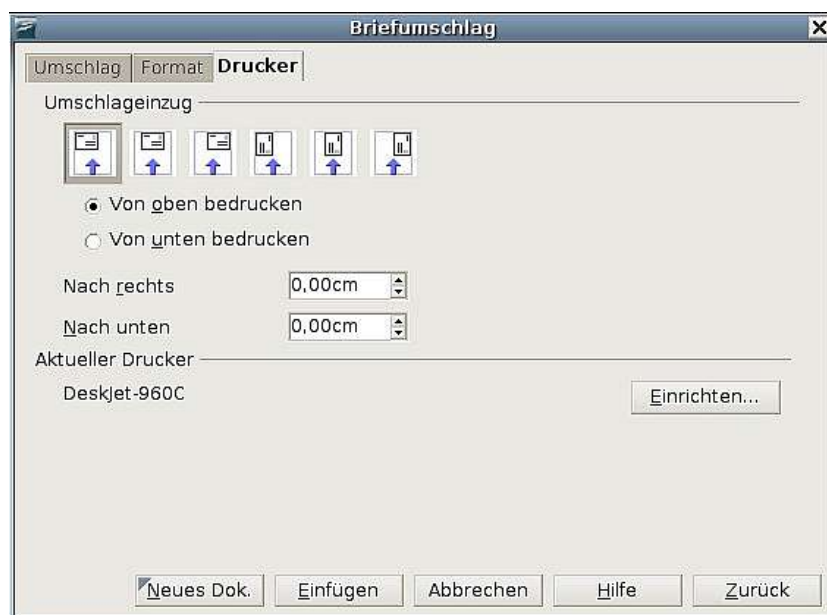 Briefumschlag
Umschlag Format Drucker
Umschlageinzug
Von oben bedrucken
Von unten bedrucken
Nach rechts 0,00cm
Nach unten 0,00cm
Aktueller Drucker
DeskJet-960C Einrichten...
Neues Dok. Einfügen Abbrechen Hilfe Zurück